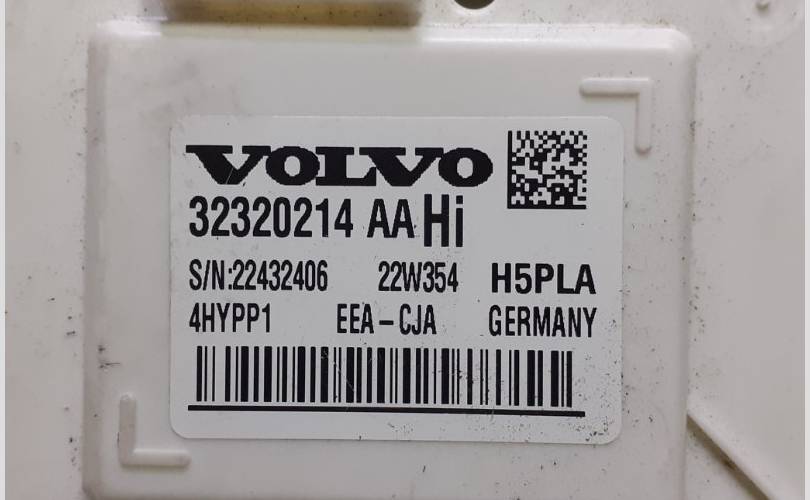 VOLVO
32320214 AA Hi
S/N:22432406 22W354 H5PLA
4HYPP1 EEA-CJA GERMANY